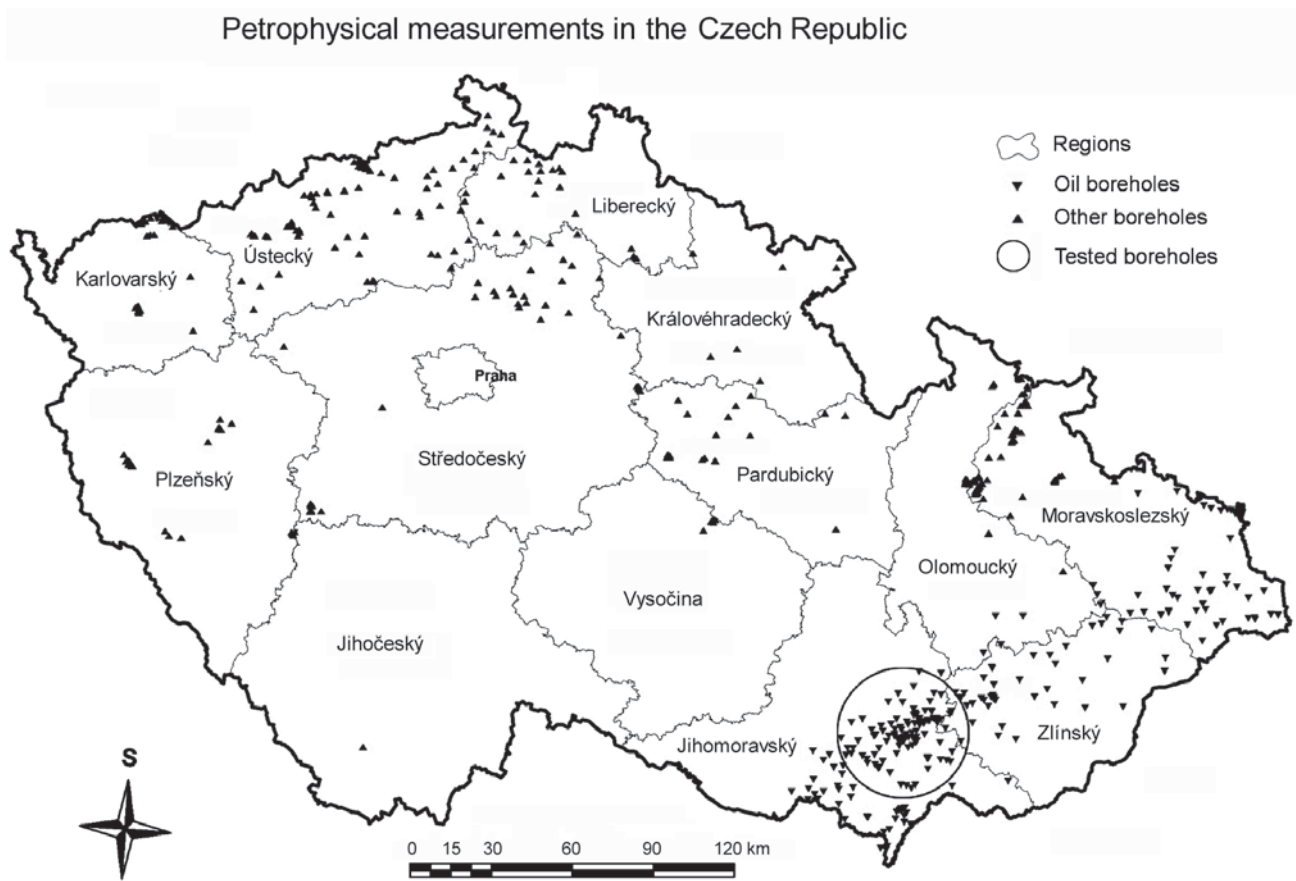 Petrophysical measurements in the Czech Republic
Regions
Oil boreholes
Other boreholes
Tested boreholes
Liberecký
Ústecký
Karlovarský
Královéhradecký
Praha
Středočeský
Plzeňský
Pardubický
Moravskoslezský
Olomoucký
Vysočina
Jihočeský
Jihomoravský
Zlínský
S
0 15 30 60 90 120 km